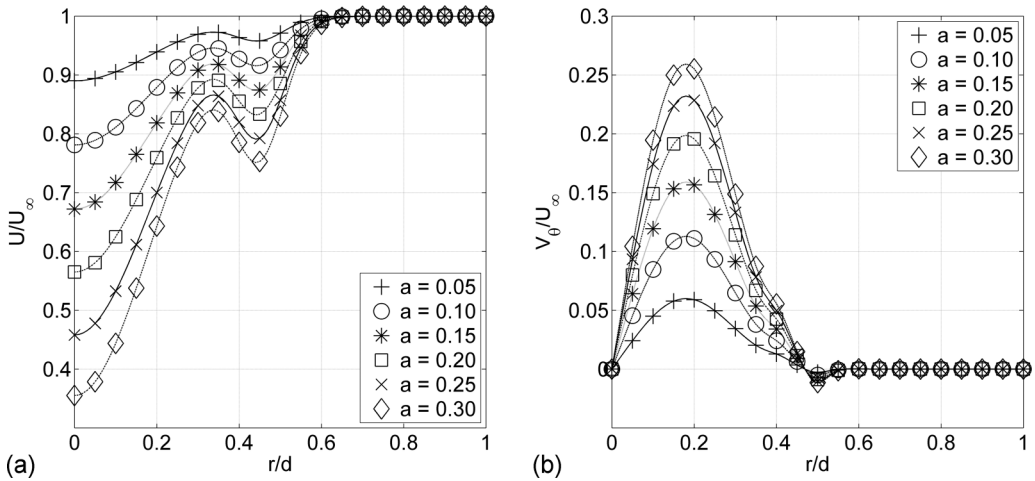 1
0.9
0.8
0.7
0.6
0.5
0.4
U/U∞
0 0.2 0.4 0.6 0.8 1
r/d
a = 0.05
a = 0.10
a = 0.15
a = 0.20
a = 0.25
a = 0.30
(a)
0.3
0.25
0.2
0.15
0.1
0.05
0
Vθ/U∞
0 0.2 0.4 0.6 0.8 1
r/d
a = 0.05
a = 0.10
a = 0.15
a = 0.20
a = 0.25
a = 0.30
(b)